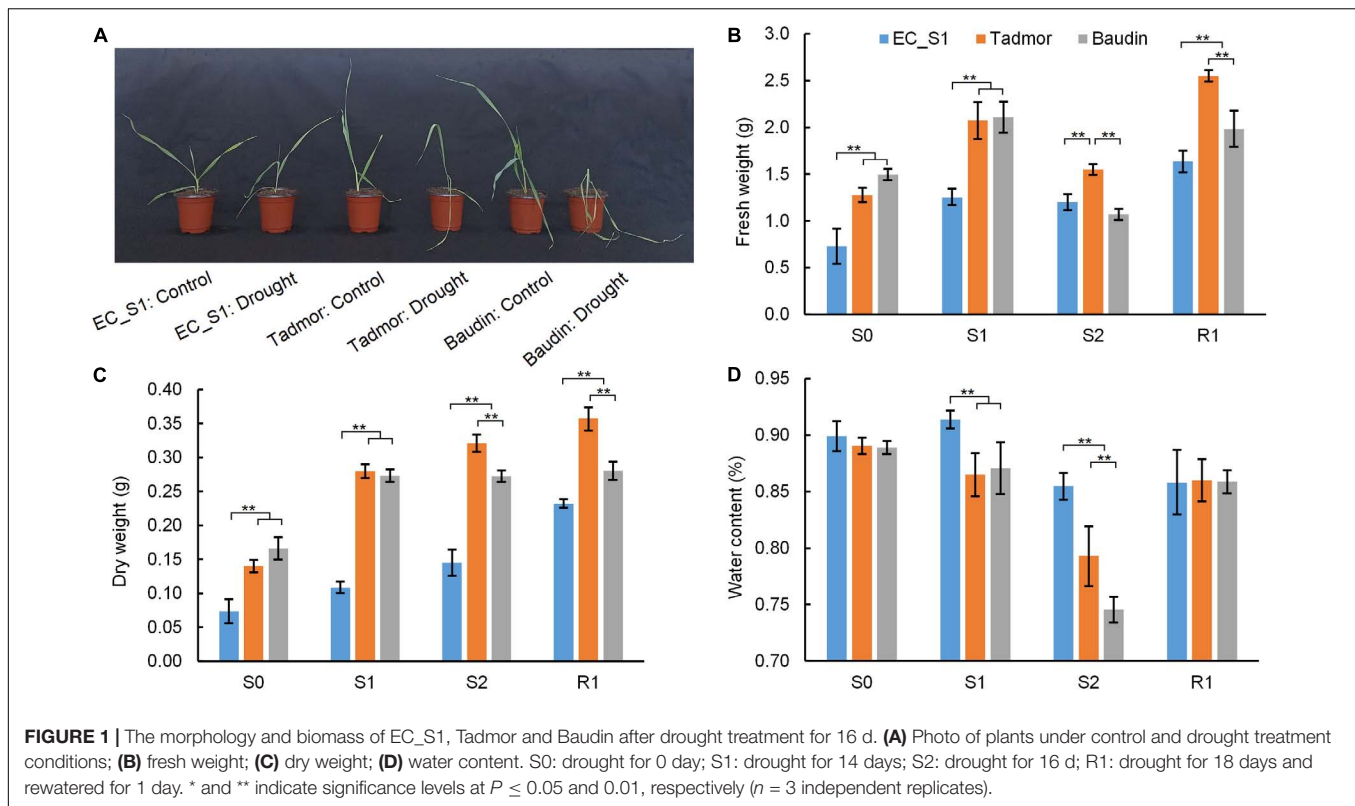 A
EC_S1: Control
EC_S1: Drought
Tadmor: Control
Tadmor: Drought
Baudin: Control
Baudin: Drought
B
EC_S1 Tadmor Baudin
Fresh weight (g)
3.0
2.5
2.0
1.5
1.0
0.5
0.0
** ** ** ** ** **
S0 S1 S2 R1
C
Dry weight (g)
0.40
0.35
0.30
0.25
0.20
0.15
0.10
0.05
0.00
** ** ** ** ** **
S0 S1 S2 R1
D
Water content (%)
0.95
0.90
0.85
0.80
0.75
0.70
** ** **
S0 S1 S2 R1
FIGURE 1 | The morphology and biomass of EC_S1, Tadmor and Baudin after drought treatment for 16 d. (A) Photo of plants under control and drought treatment
conditions; (B) fresh weight; (C) dry weight; (D) water content. S0: drought for 0 day; S1: drought for 14 days; S2: drought for 16 d; R1: drought for 18 days and
rewatered for 1 day. * and ** indicate significance levels at P ≤ 0.05 and 0.01, respectively (n = 3 independent replicates).